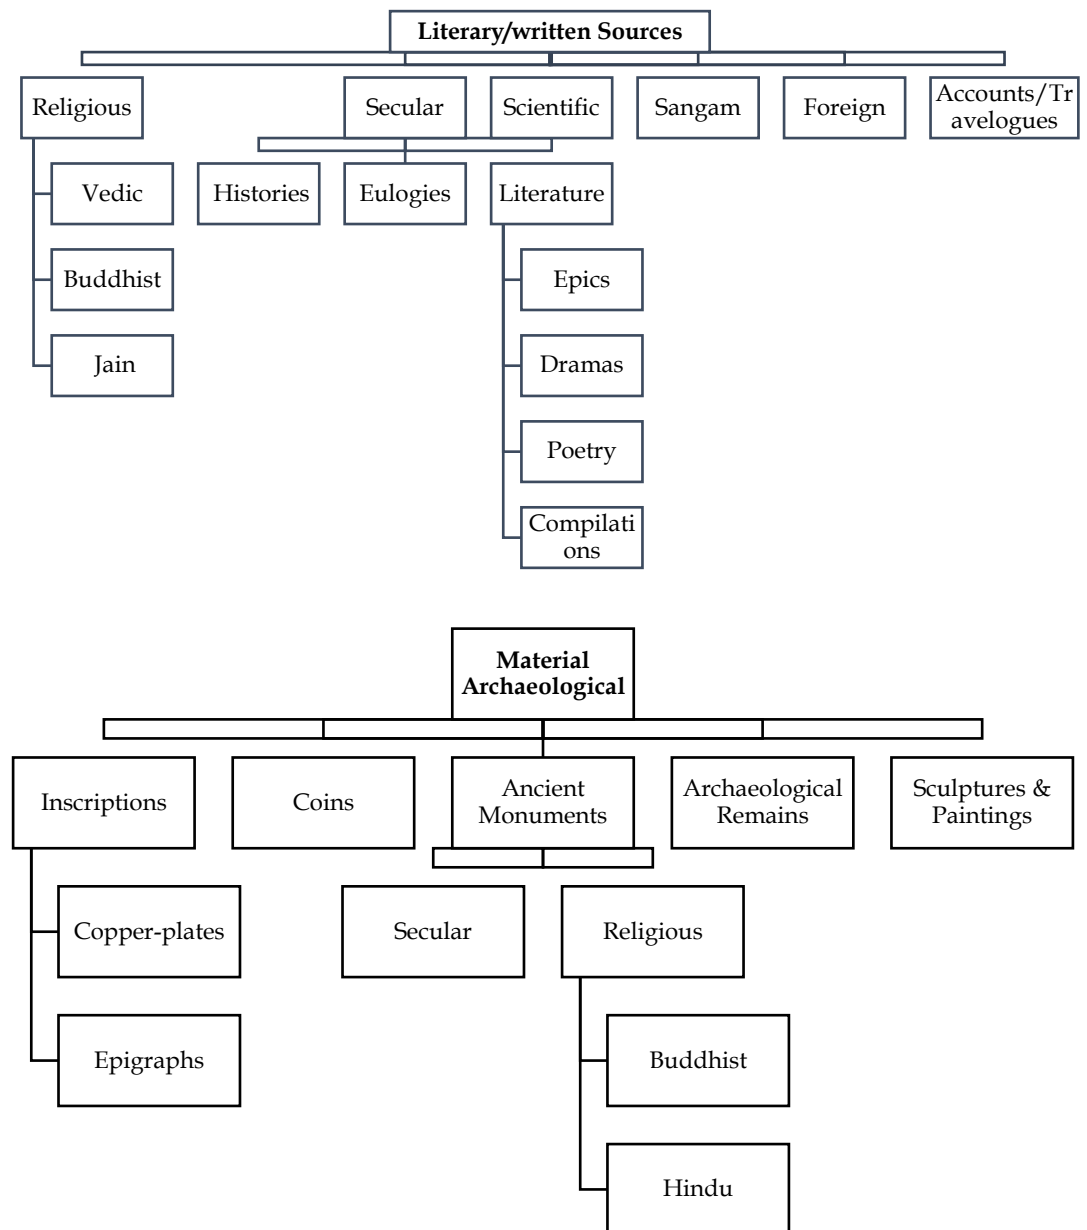 Literary/written Sources
Religious
Secular
Scientific
Sangam
Foreign
Accounts/Tr
avelogues
Vedic
Histories
Eulogies
Literature
Buddhist
Epics
Jain
Dramas
Poetry
Compilati
ons
Material
Archaeological
Inscriptions
Coins
Ancient
Monuments
Archaeological
Remains
Sculptures &
Paintings
Copper-plates
Secular
Religious
Epigraphs
Buddhist
Hindu